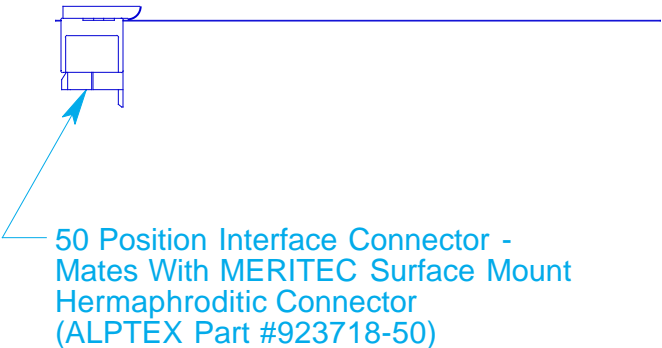 50 Position Interface Connector -
Mates With MERITEC Surface Mount
Hermaphroditic Connector
(ALPTEX Part #923718-50)